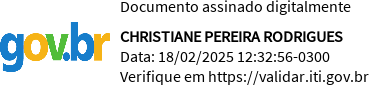 Documento assinado digitalmente
gov.br
CHRISTIANE PEREIRA RODRIGUES
Data: 18/02/2025 12:32:56-0300
Verifique em https://validar.iti.gov.br